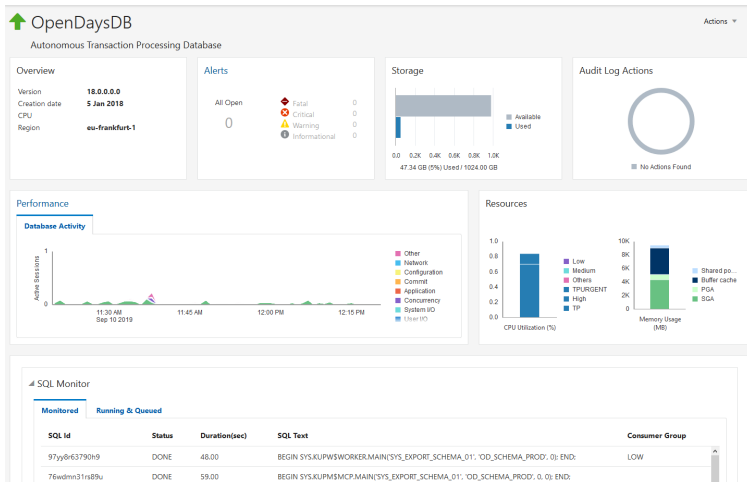 OpenDaysDB
Actions
Autonomous Transaction Processing Database
Overview
Version 18.0.0.0.0
Creation date 5 Jan 2018
CPU
Region eu-frankfurt-1
Alerts
All Open
0
Fatal 0
Critical 0
Warning 0
Informational 0
Storage
Available
Used
0.0 0.2K 0.4K 0.6K 0.8K 1.0K
47.34 GB (5%) Used / 1024.00 GB
Audit Log Actions
No Actions Found
Performance
Database Activity
Active Sessions
1
0
11:30 AM 11:45 AM 12:00 PM 12:15 PM
Sep 10 2019
Other
Network
Configuration
Commit
Application
Concurrency
System I/O
User I/O
Resources
1.0
0.8
0.6
0.4
0.2
0.0
CPU Utilization (%)
Low
Medium
Others
TPURGENT
High
TP
10K
8K
6K
4K
2K
0
Memory Usage
(MB)
Shared po...
Buffer cache
PGA
SGA
SQL Monitor
Monitored Running & Queued
SQL Id Status Duration(sec) SQL Text Consumer Group
97yy8r63790h9 DONE 48.00 BEGIN SYS.KUPW$WORKER.MAIN('SYS_EXPORT_SCHEMA_01', 'OD_SCHEMA_PROD', 0); END; LOW
76wdmn31rs89u DONE 59.00 BEGIN SYS.KUPM$MCP.MAIN('SYS_EXPORT_SCHEMA_01', 'OD_SCHEMA_PROD', 0, 0); END;